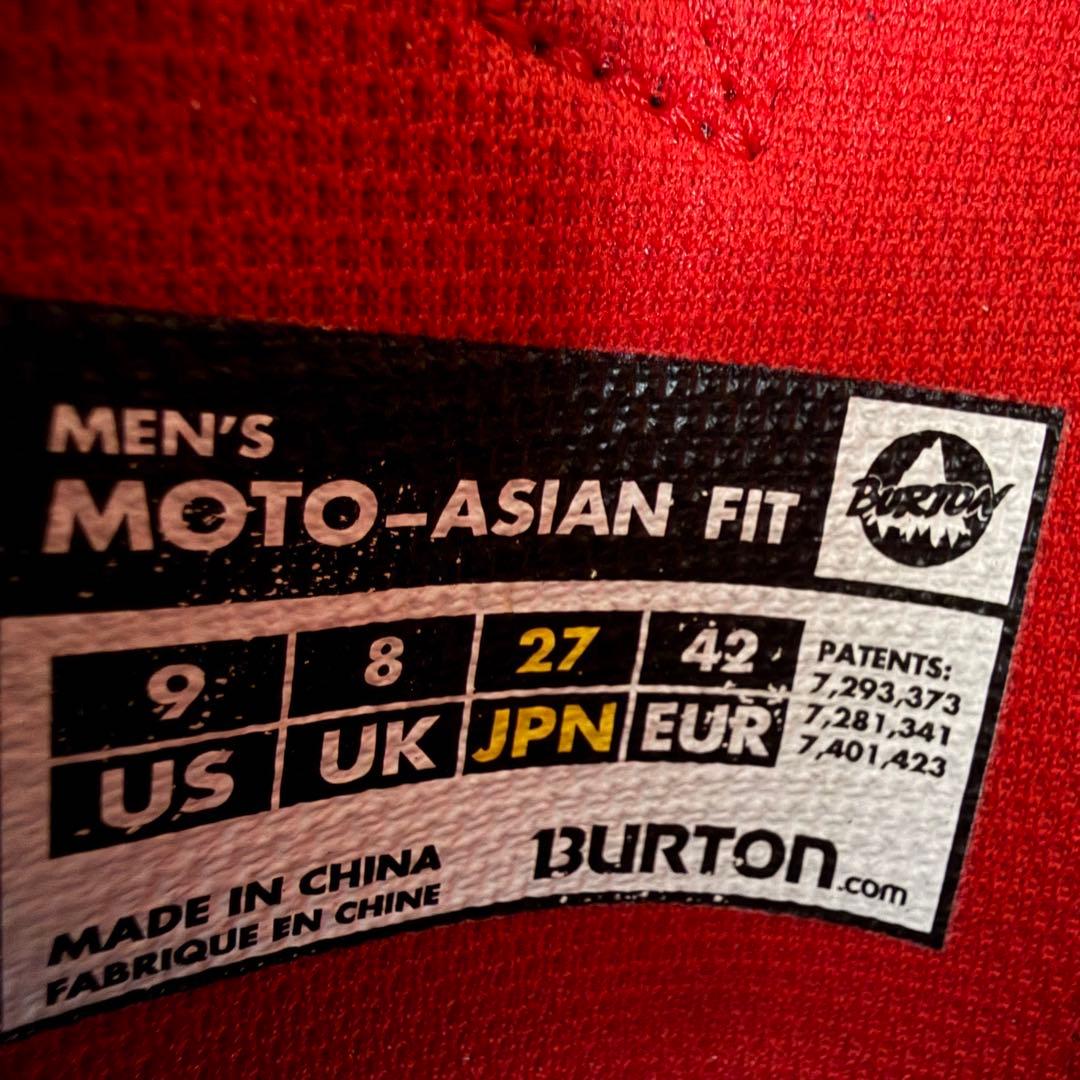 MEN'S
MOTO-ASIAN FIT
BURTON
9 8 27 42
US UK JPN EUR
PATENTS:
7,293,373
7,281,341
7,401,423
MADE IN CHINA
FABRIQUE EN CHINE
BURTON.com